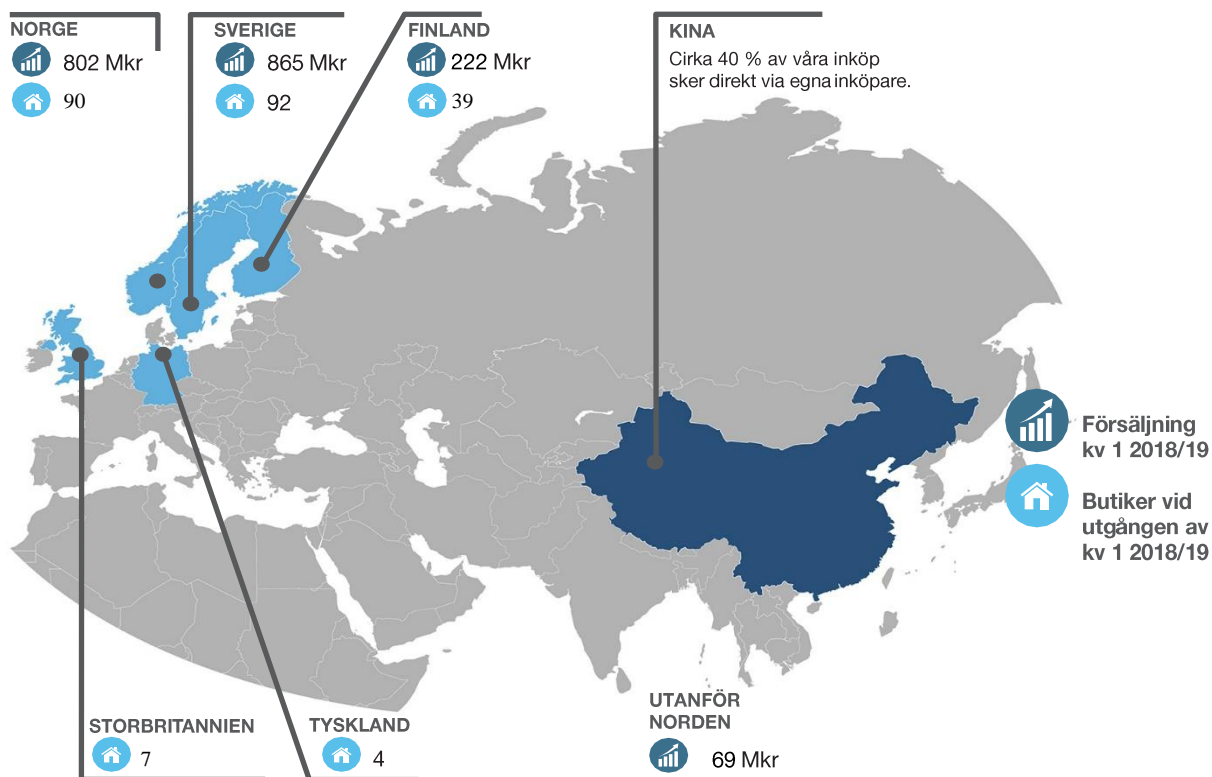 NORGE
802 Mkr
90
SVERIGE
865 Mkr
92
FINLAND
222 Mkr
39
KINA
Cirka 40 % av våra inköp
sker direkt via egna inköpare.
Försäljning
kv 1 2018/19
Butiker vid
utgången av
kv 1 2018/19
STORBRITANNIEN
7
TYSKLAND
4
UTANFÖR
NORDEN
69 Mkr